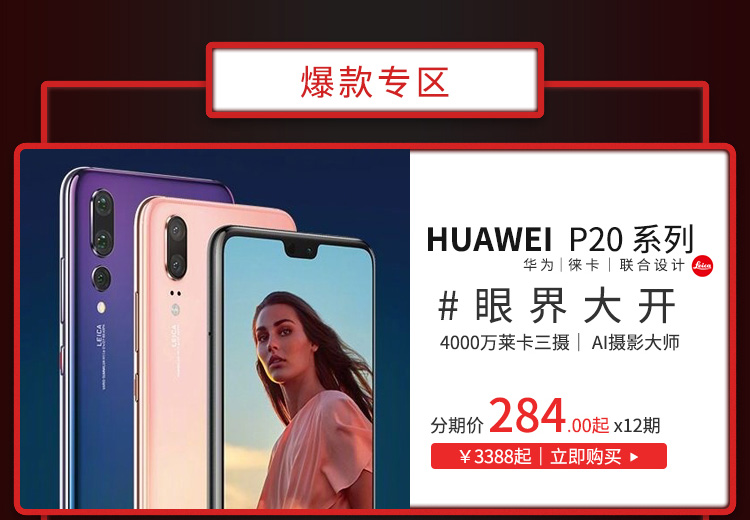 爆款专区
HUAWEI P20 系列
华为｜徕卡｜联合设计 Leica
#眼界大开
4000万莱卡三摄｜AI摄影大师
分期价 284.00起 x12期
￥3388起｜立即购买 ▶
LEICA
LEICA